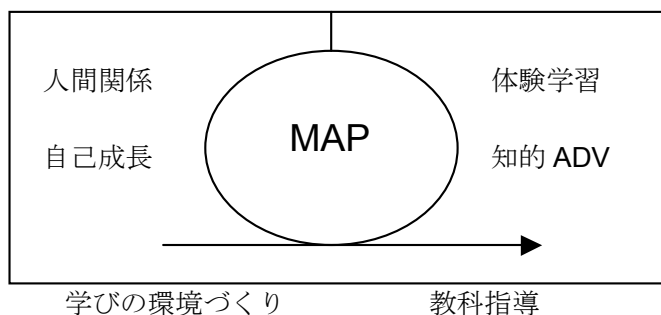 人間関係
体験学習
MAP
自己成長
知的 ADV
学びの環境づくり
教科指導